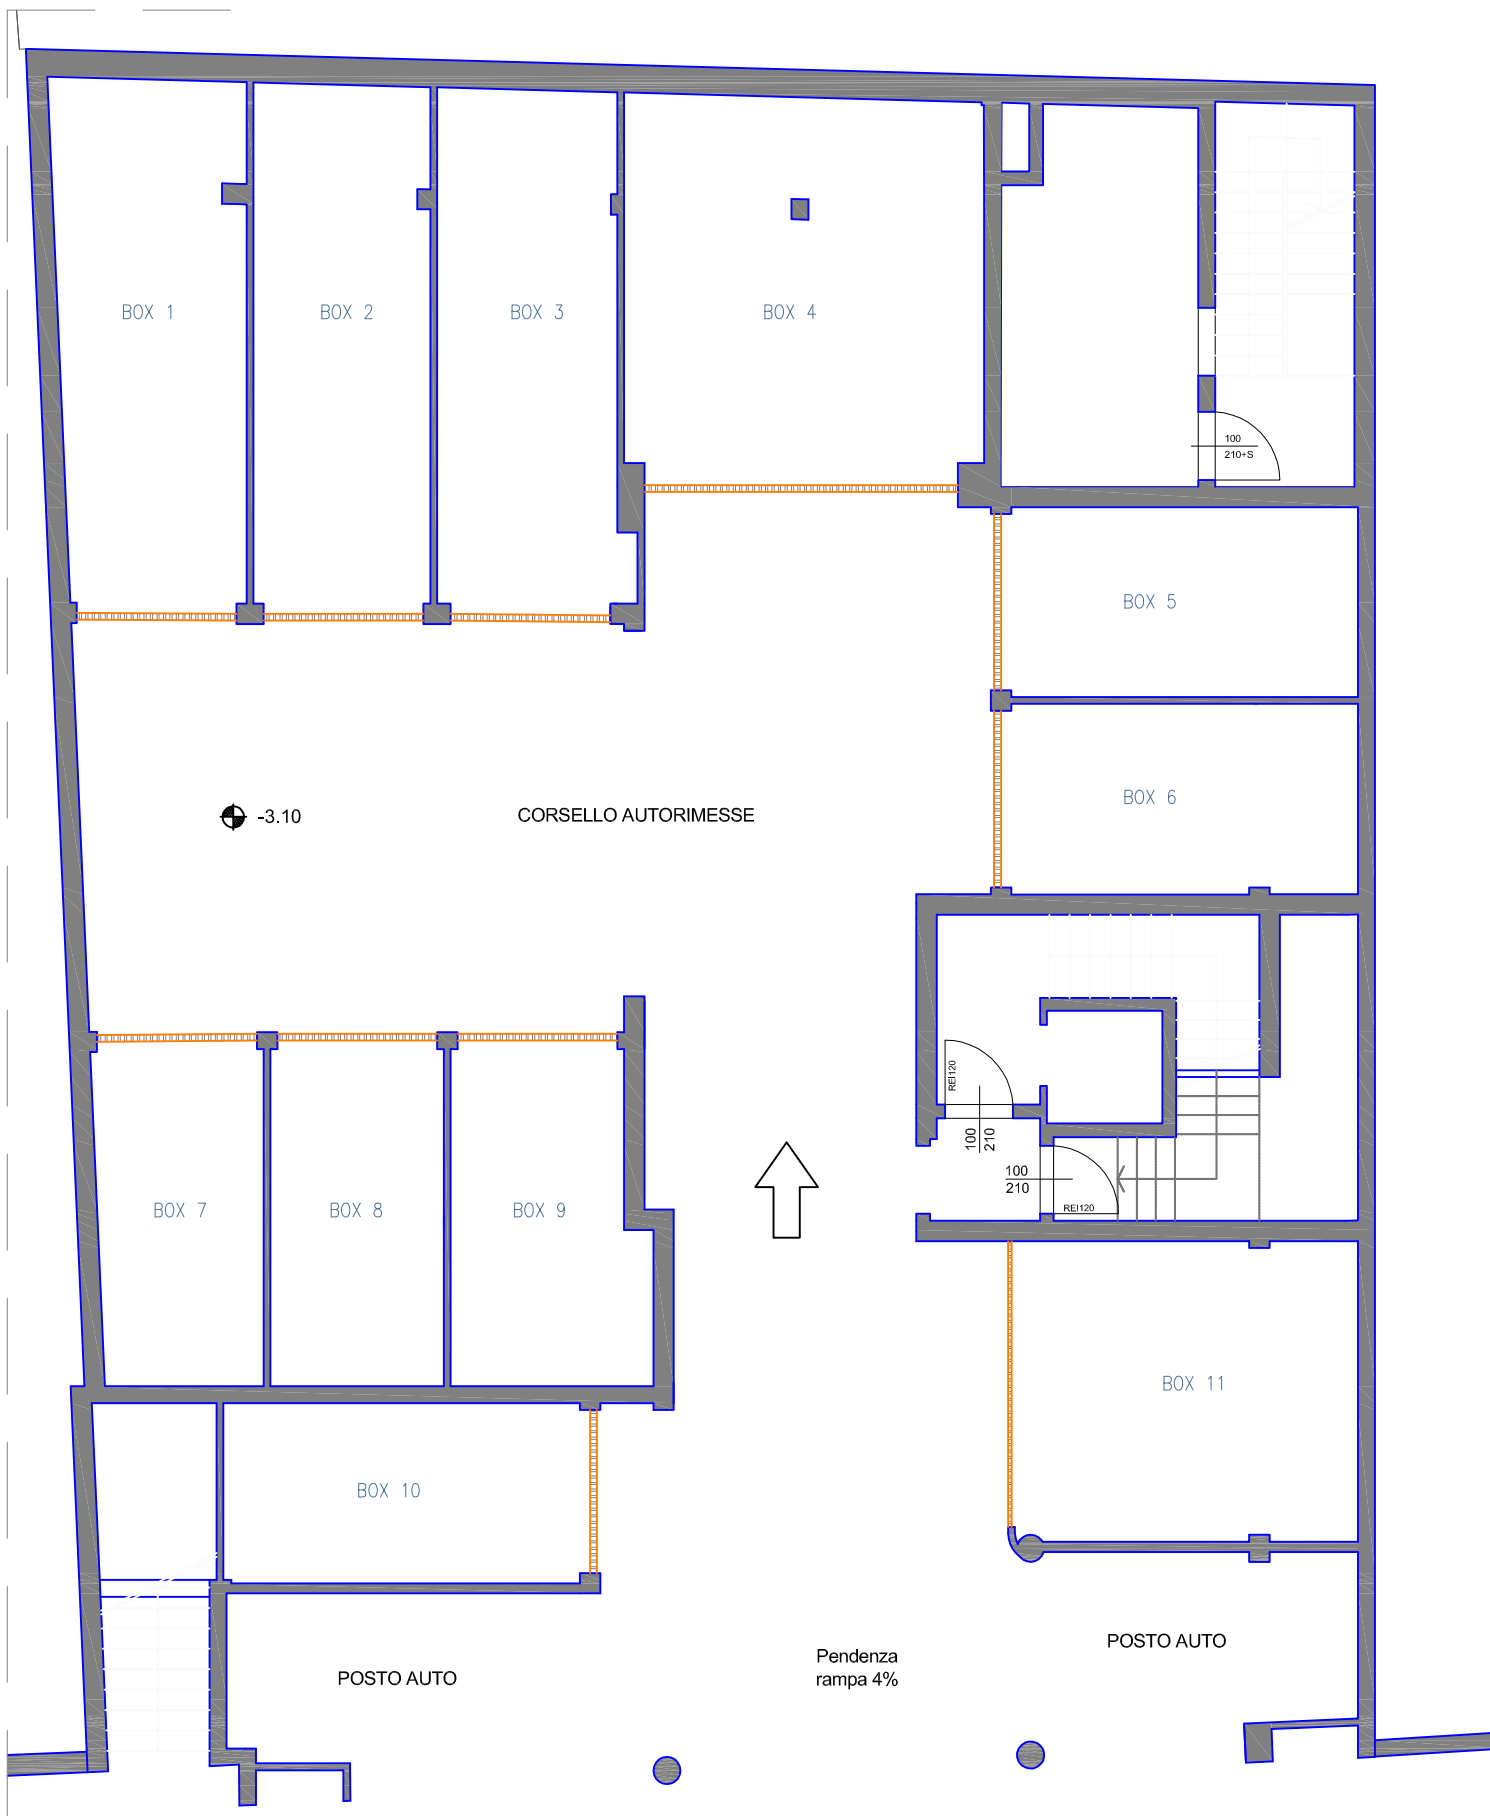 BOX 1
BOX 2
BOX 3
BOX 4
100
210+S
BOX 5
BOX 6
-3.10
CORSELLO AUTORIMESSE
REI120
100
210
100
210
REI120
BOX 7
BOX 8
BOX 9
BOX 11
BOX 10
POSTO AUTO
Pendenza
rampa 4%
POSTO AUTO